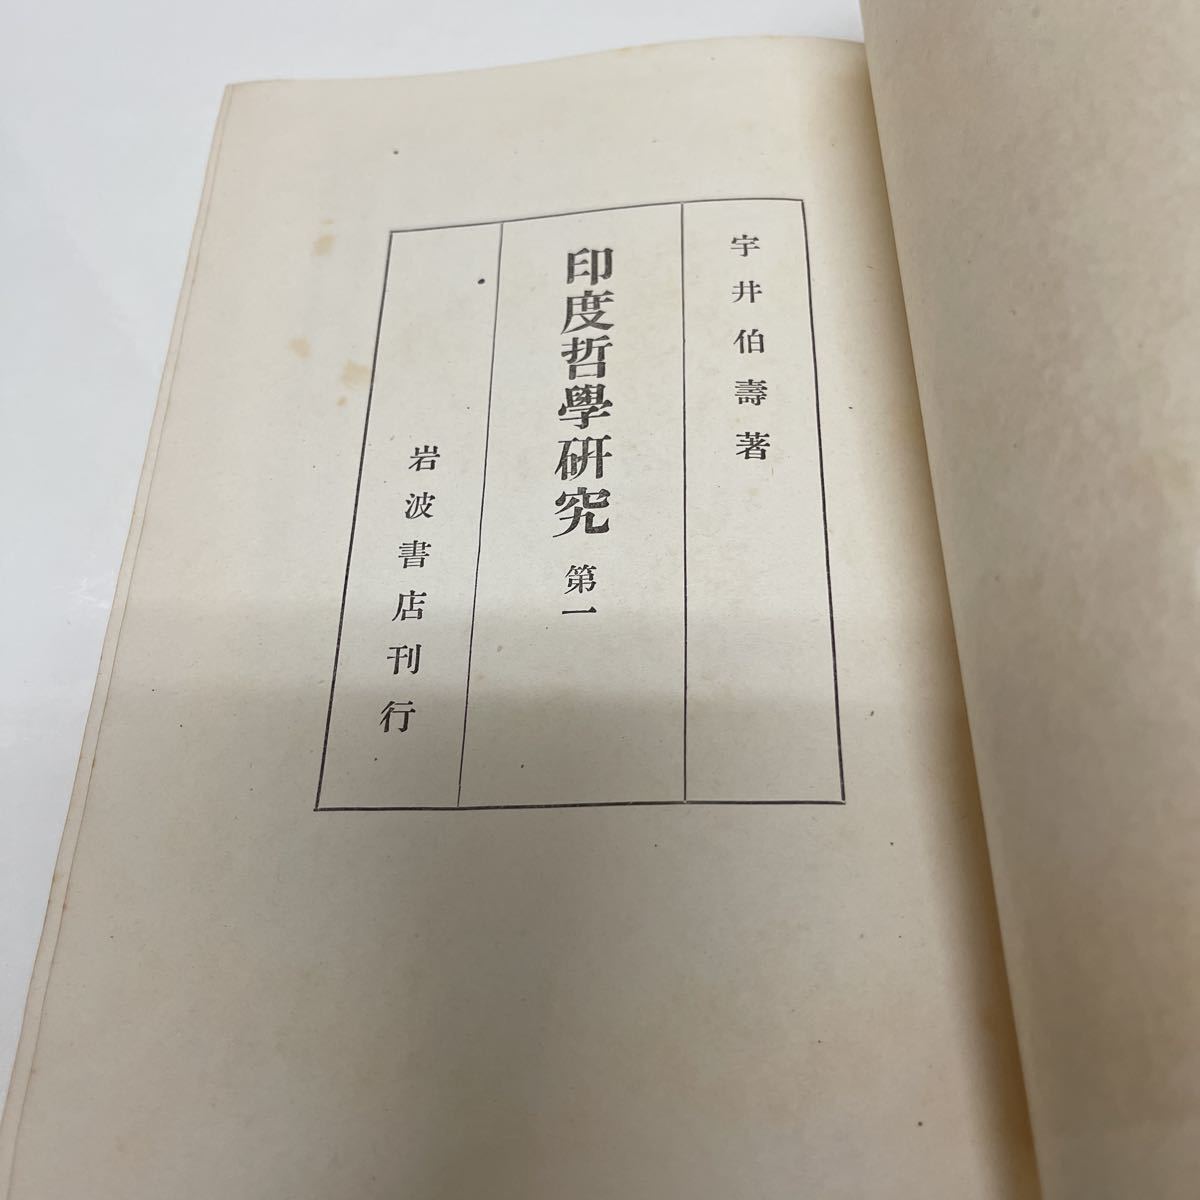 宇井伯壽著
印度哲學研究 第一
岩波書店刊行